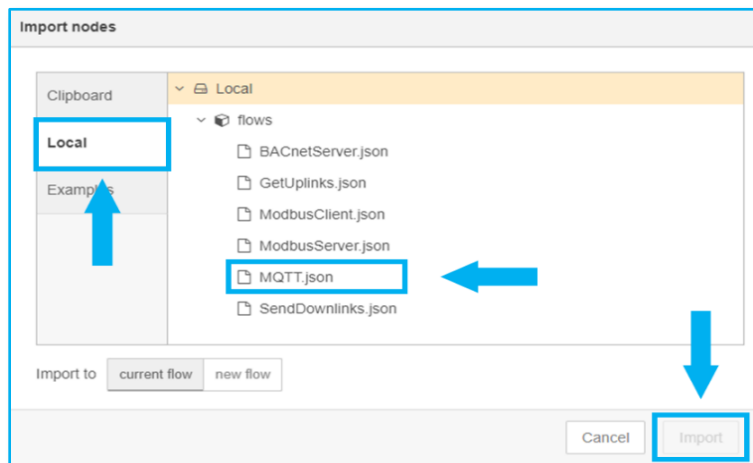 Import nodes
Clipboard
Local
Examples
Local
flows
BACnetServer.json
GetUplinks.json
ModbusClient.json
ModbusServer.json
MQTT.json
SendDownlinks.json
Import to
current flow
new flow
Cancel
Import